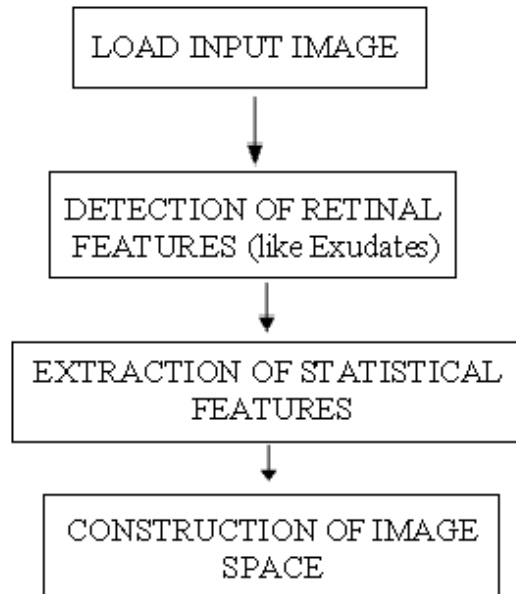 LOAD INPUT IMAGE
DETECTION OF RETINAL
FEATURES (like Exudates)
EXTRACTION OF STATISTICAL
FEATURES
CONSTRUCTION OF IMAGE
SPACE